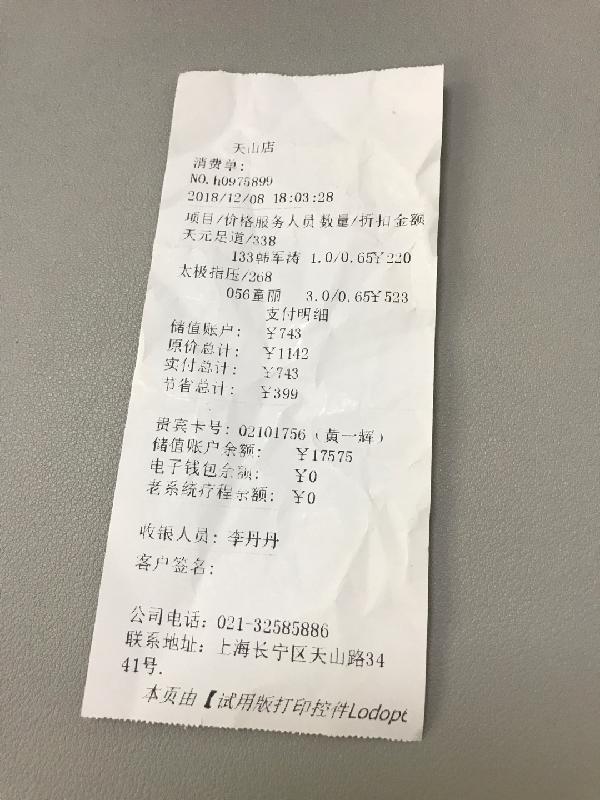 天山店
消费单:
NO.h0975899
2018/12/08 18:03:28
项目/价格服务人员数量/折扣金额
天元足道/338
133韩军涛 1.0/0.65¥220
太极指压/268
056童丽 3.0/0.65¥523
支付明细
储值账户: ¥743
原价总计: ¥1142
实付总计: ¥743
节省总计: ¥399
贵宾卡号: 02101756（黄一辉）
储值账户余额: ¥17575
电子钱包余额: ¥0
老系统疗程余额: ¥0
收银人员: 李丹丹
客户签名:
公司电话: 021-32585886
联系地址: 上海长宁区天山路34
41号.
本页由【试用版打印控件Lodopt